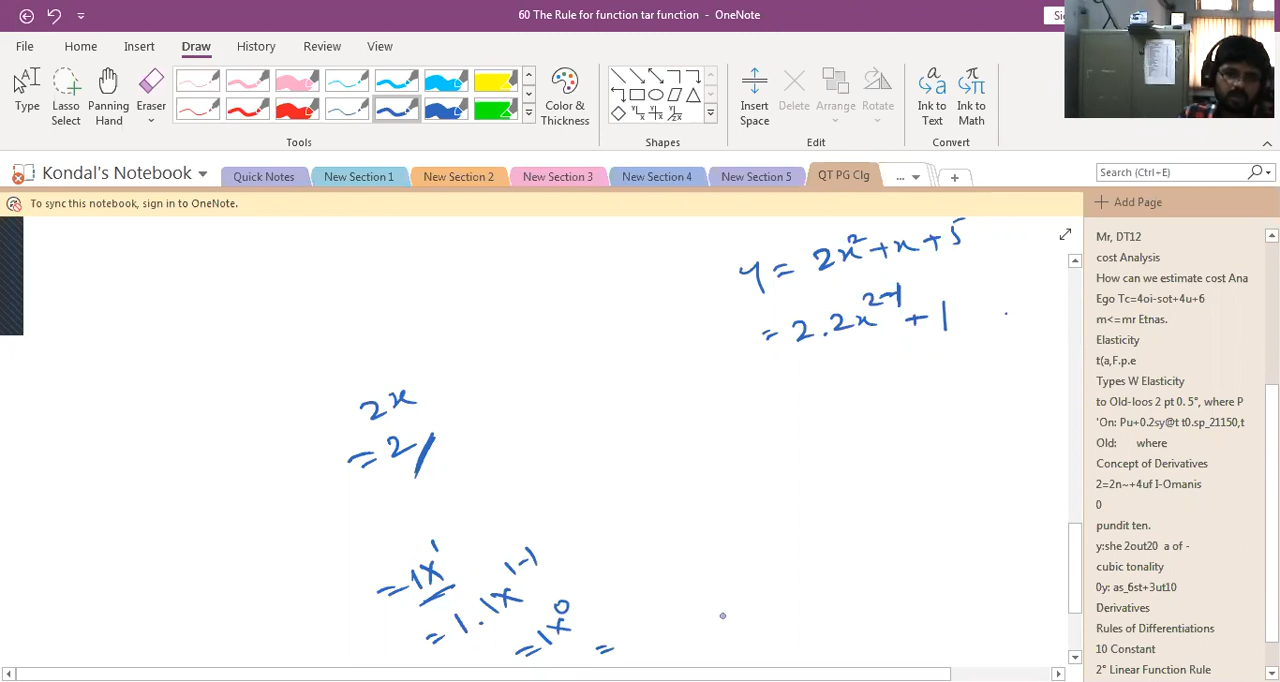 60 The Rule for function tar function - OneNote
File Home Insert Draw History Review View
Type
Lasso Select
Panning Hand
Eraser
Color & Thickness
Insert Space
Delete
Arrange
Rotate
Ink to Text
Ink to Math
Tools
Shapes
Edit
Convert
Kondal's Notebook
Quick Notes
New Section 1
New Section 2
New Section 3
New Section 4
New Section 5
QT PG Clg
...
Search (Ctrl+E)
To sync this notebook, sign in to OneNote.
Add Page
y = 2x² + x + 5
= 2.2x²⁻¹ + 1
2x
= 2
= 1x¹
= 1.1x¹⁻¹
= 1x⁰ =
Mr, DT12
cost Analysis
How can we estimate cost Ana
Ego Tc=4oi-sot+4u+6
m<=mr Etnas.
Elasticity
t(a,F.p.e
Types W Elasticity
to Old-loos 2 pt 0. 5°, where P
'On: Pu+0.2sy@t t0.sp_21150,t
Old: where
Concept of Derivatives
2=2n~+4uf I-Omanis
0
pundit ten.
y:she 2out20 a of -
cubic tonality
0y: as_6st+3ut10
Derivatives
Rules of Differentiations
10 Constant
2° Linear Function Rule